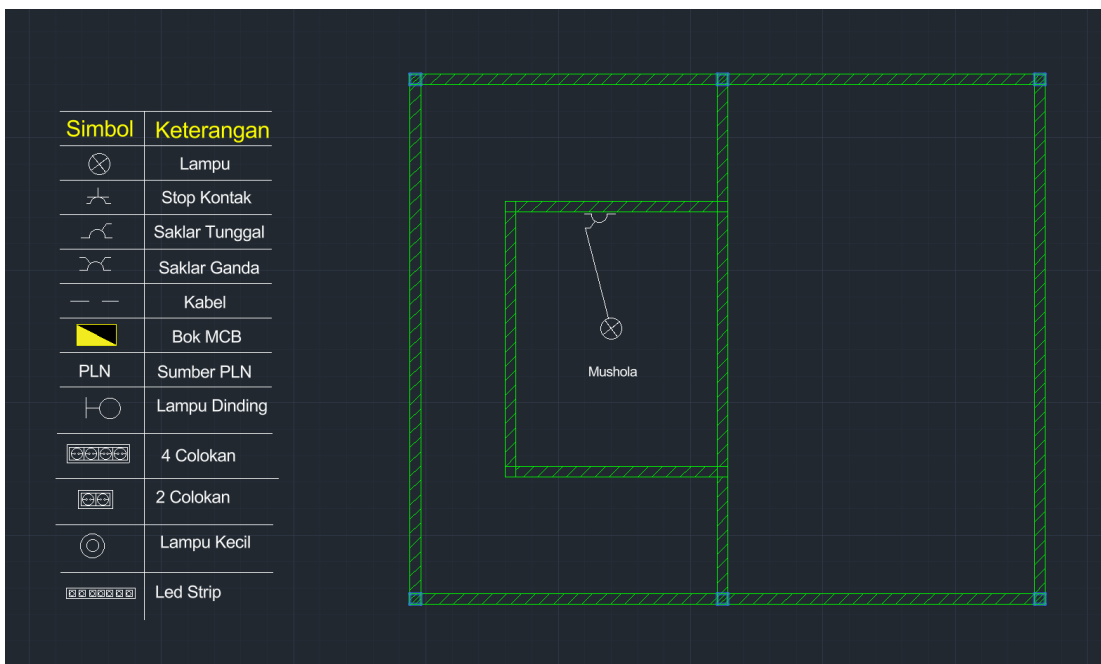 Simbol Keterangan
Lampu
Stop Kontak
Saklar Tunggal
Saklar Ganda
Kabel
Bok MCB
PLN Sumber PLN
Lampu Dinding
4 Colokan
2 Colokan
Lampu Kecil
Led Strip
Mushola